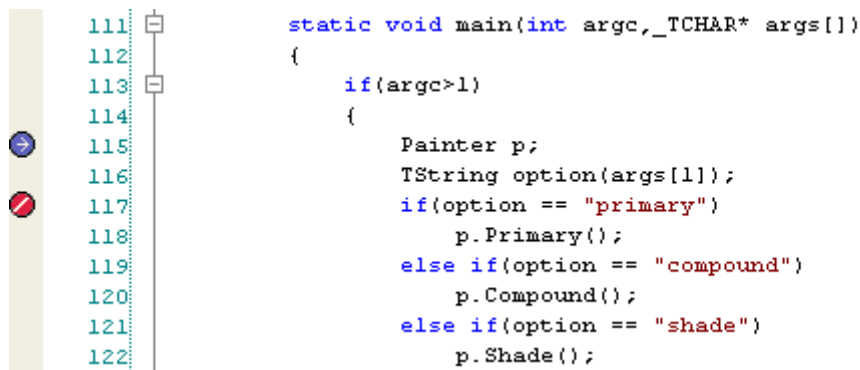 111 static void main(int argc,_TCHAR* args[])
112 {
113 if(argc>1)
114 {
115 Painter p;
116 TString option(args[1]);
117 if(option == "primary")
118 p.Primary();
119 else if(option == "compound")
120 p.Compound();
121 else if(option == "shade")
122 p.Shade();